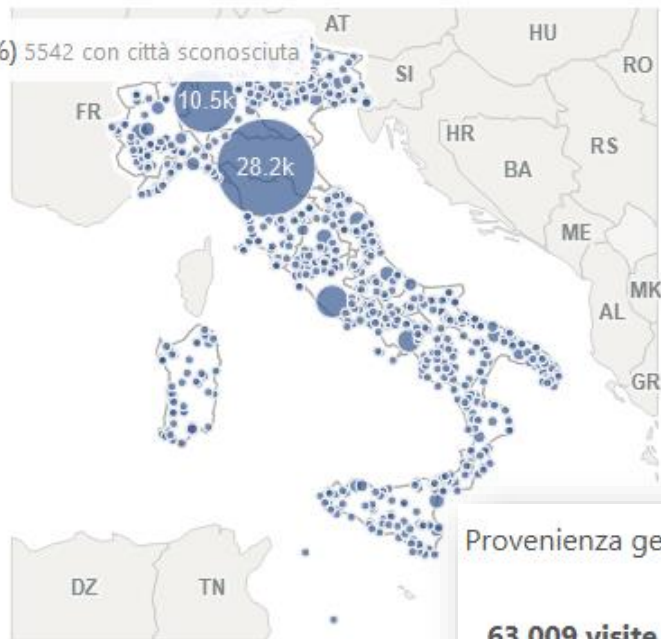 AT
HU
5542 con città sconosciuta
RO
SI
10.5k
FR
HR
RS
BA
28.2k
ME
MK
AL
GR
Provenienza
DZ
TN
63.009 visite